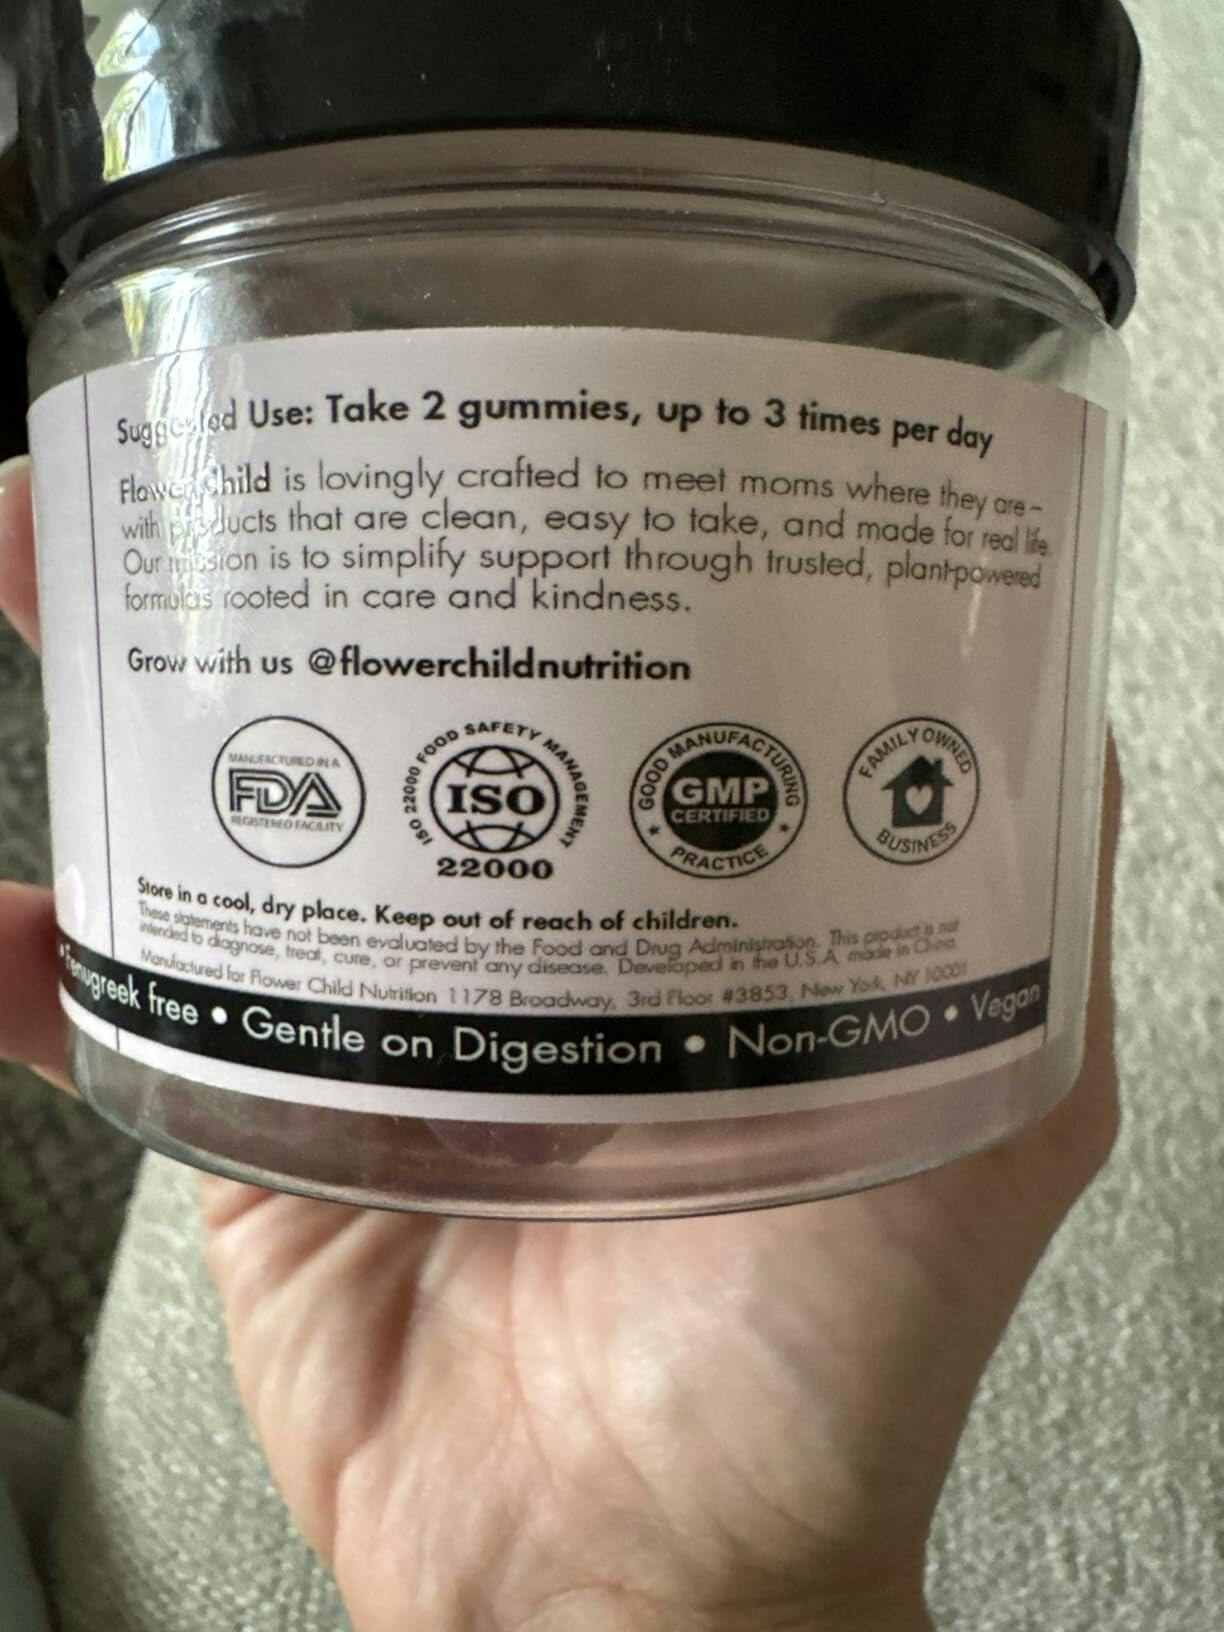 Suggested Use: Take 2 gummies, up to 3 times per day
Flower Child is lovingly crafted to meet moms where they are –
with products that are clean, easy to take, and made for real life.
Our mission is to simplify support through trusted, plant-powered
formulas rooted in care and kindness.
Grow with us @flowerchildnutrition
MANUFACTURED IN A
FDA
REGISTERED FACILITY
ISO 22000 FOOD SAFETY MANAGEMENT
ISO
22000
GOOD MANUFACTURING
GMP
CERTIFIED
PRACTICE
FAMILY OWNED
BUSINESS
Store in a cool, dry place. Keep out of reach of children.
These statements have not been evaluated by the Food and Drug Administration. This product is not
intended to diagnose, treat, cure, or prevent any disease. Developed in the U.S.A. made in China.
Manufactured for Flower Child Nutrition 1178 Broadway, 3rd Floor #3853, New York, NY 10001
• Fenugreek free • Gentle on Digestion • Non-GMO • Vegan